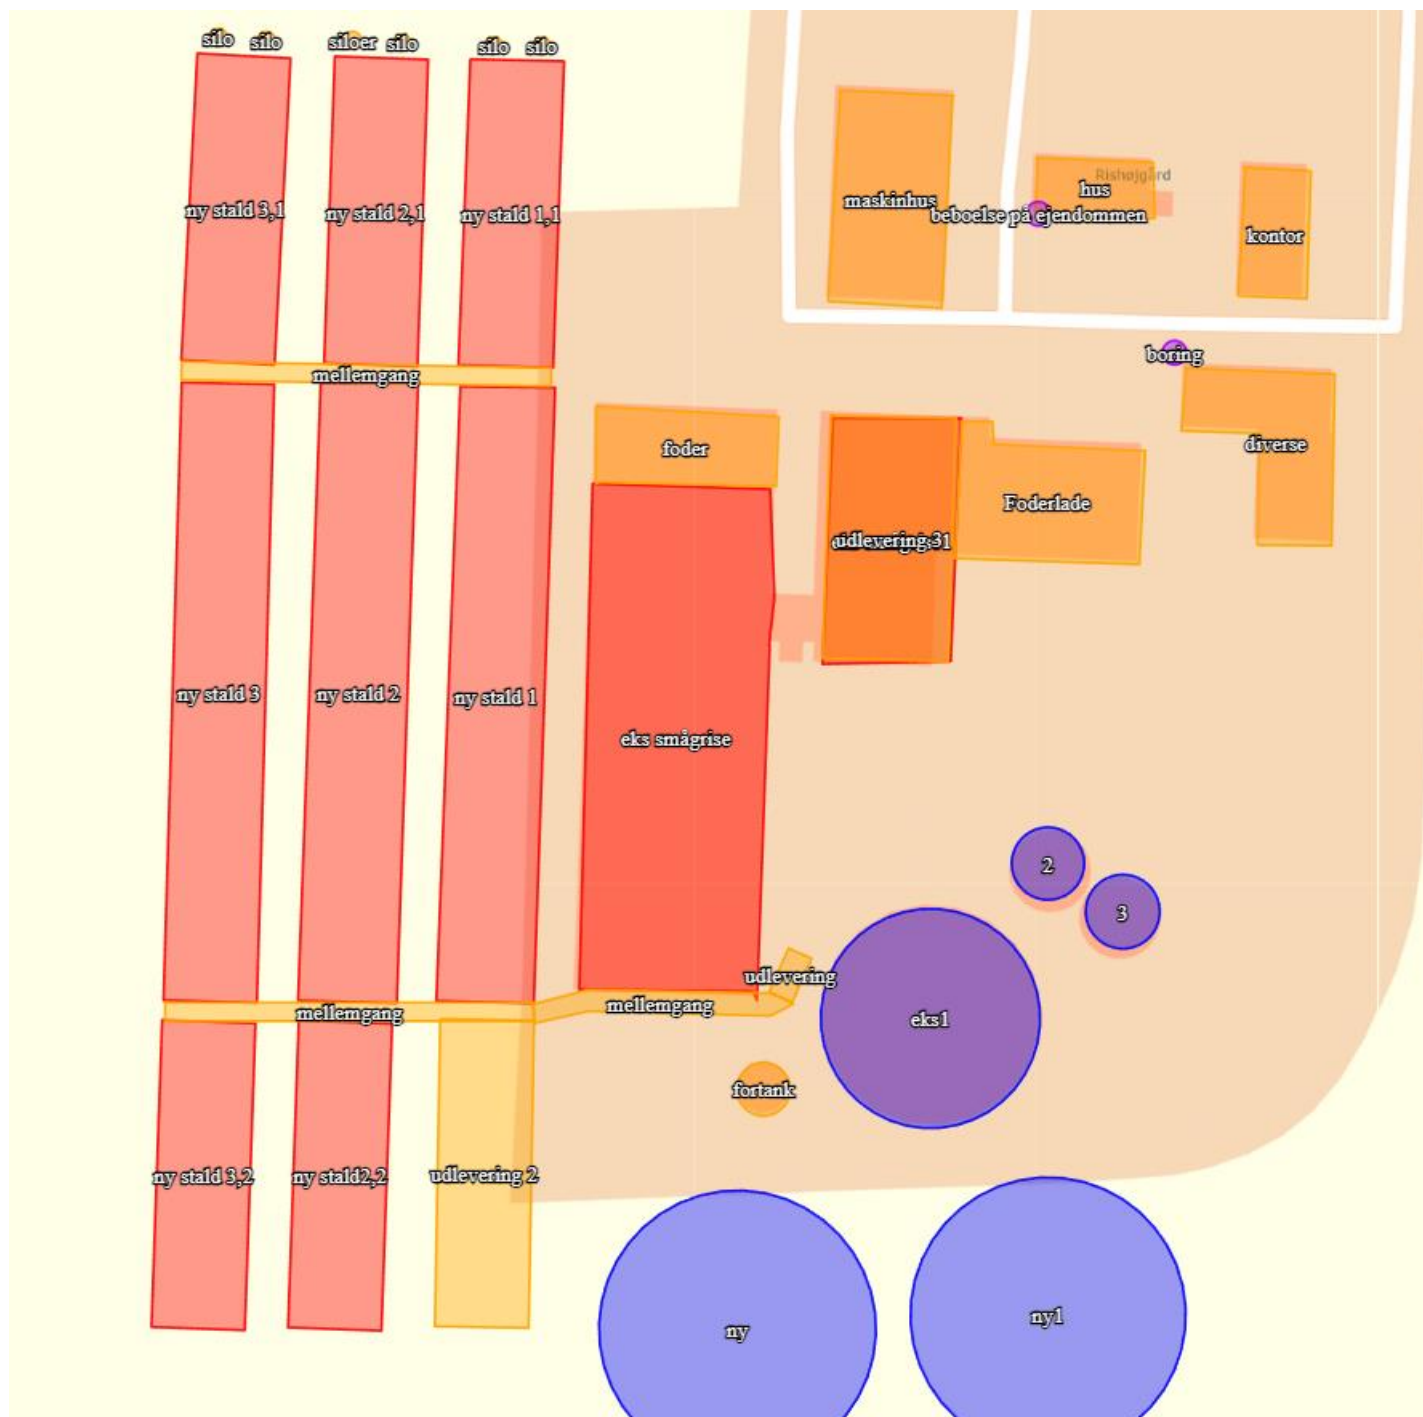 silo silo siloer silo silo silo
Rishøjgård
hus
maskinhus
ny stald 3,1 ny stald 2,1 ny stald 1,1
beboelse på ejendommen
kontor
boring
mellemgang
diverse
foder
Foderlade
udlevering 3
ny stald 3 ny stald 2 ny stald 1
eks smågrise
2
3
udlevering
mellemgang mellemgang
eks1
fortank
ny stald 3,2 ny stald2,2 udlevering 2
ny ny1